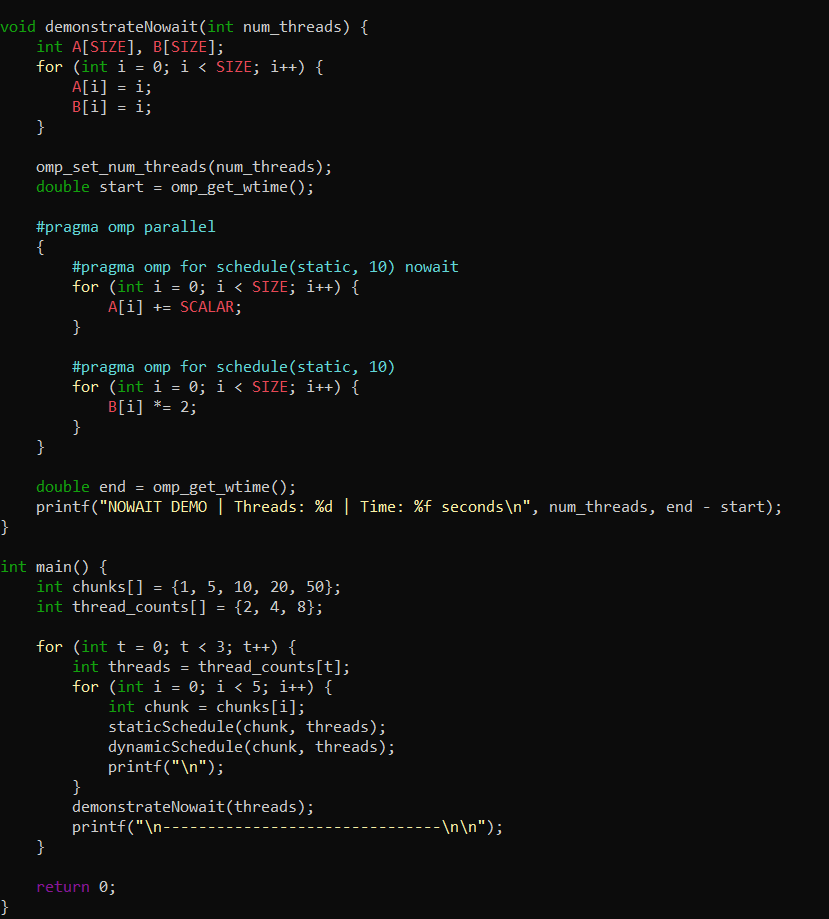 void demonstrateNowait(int num_threads) {
    int A[SIZE], B[SIZE];
    for (int i = 0; i < SIZE; i++) {
        A[i] = i;
        B[i] = i;
    }

    omp_set_num_threads(num_threads);
    double start = omp_get_wtime();

    #pragma omp parallel
    {
        #pragma omp for schedule(static, 10) nowait
        for (int i = 0; i < SIZE; i++) {
            A[i] += SCALAR;
        }

        #pragma omp for schedule(static, 10)
        for (int i = 0; i < SIZE; i++) {
            B[i] *= 2;
        }
    }

    double end = omp_get_wtime();
    printf("NOWAIT DEMO | Threads: %d | Time: %f seconds\n", num_threads, end - start);
}

int main() {
    int chunks[] = {1, 5, 10, 20, 50};
    int thread_counts[] = {2, 4, 8};

    for (int t = 0; t < 3; t++) {
        int threads = thread_counts[t];
        for (int i = 0; i < 5; i++) {
            int chunk = chunks[i];
            staticSchedule(chunk, threads);
            dynamicSchedule(chunk, threads);
            printf("\n");
        }
        demonstrateNowait(threads);
        printf("\n-------------------------------\n\n");
    }

    return 0;
}